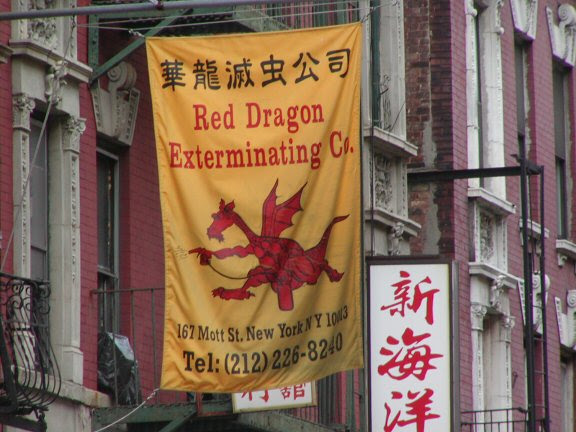 華龍滅虫公司
Red Dragon
Exterminating Co.
167 Mott St. New York N Y 10013
Tel: (212) 226-8240
新海洋